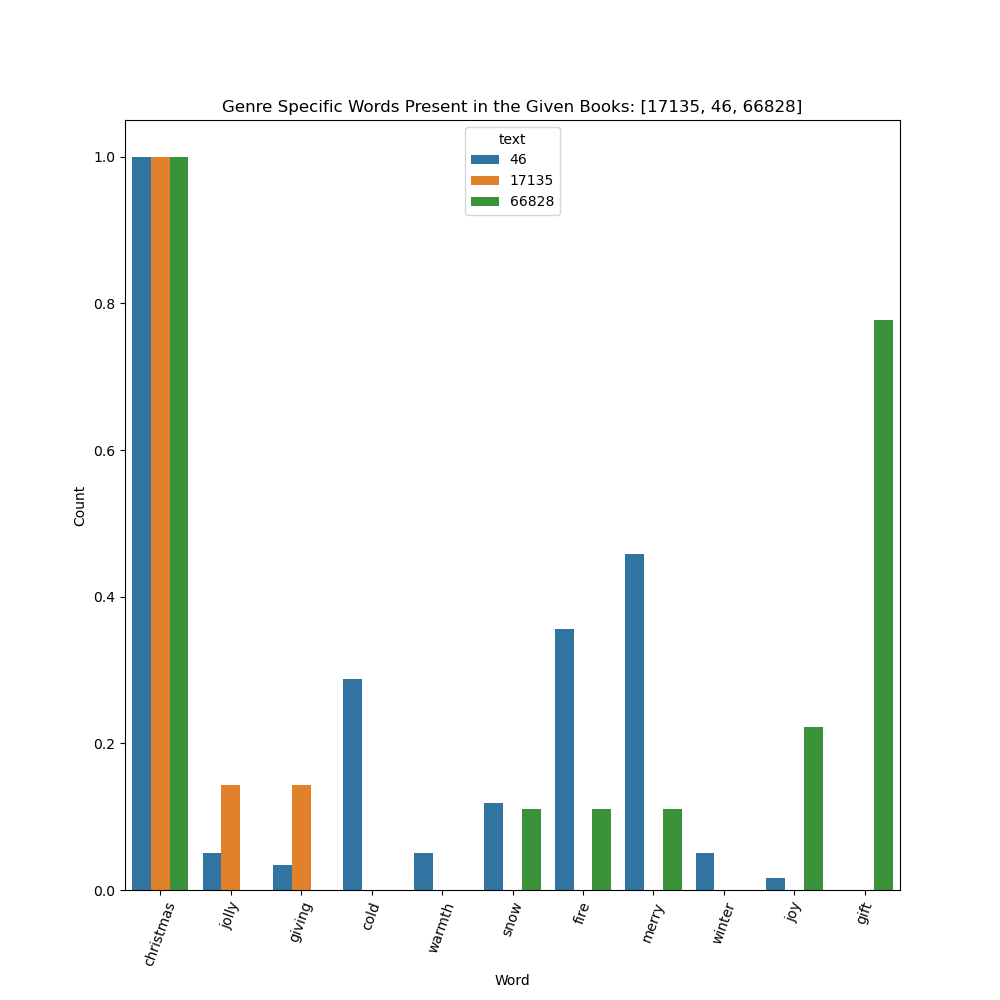 Genre Specific Words Present in the Given Books: [17135, 46, 66828]
text
46
17135
66828
1.0
0.8
0.6
0.4
0.2
0.0
Count
christmas
jolly
giving
cold
warmth
snow
fire
merry
winter
joy
gift
Word